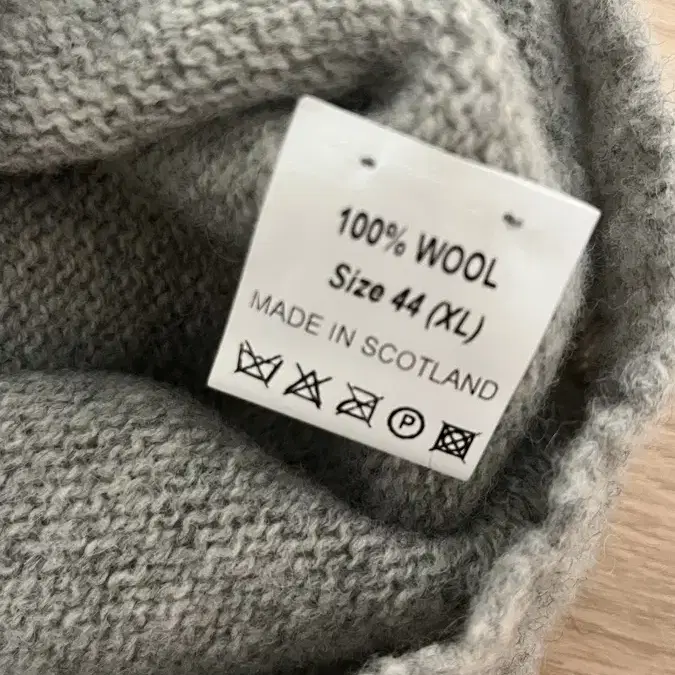 100% WOOL
Size 44 (XL)
MADE IN SCOTLAND
P